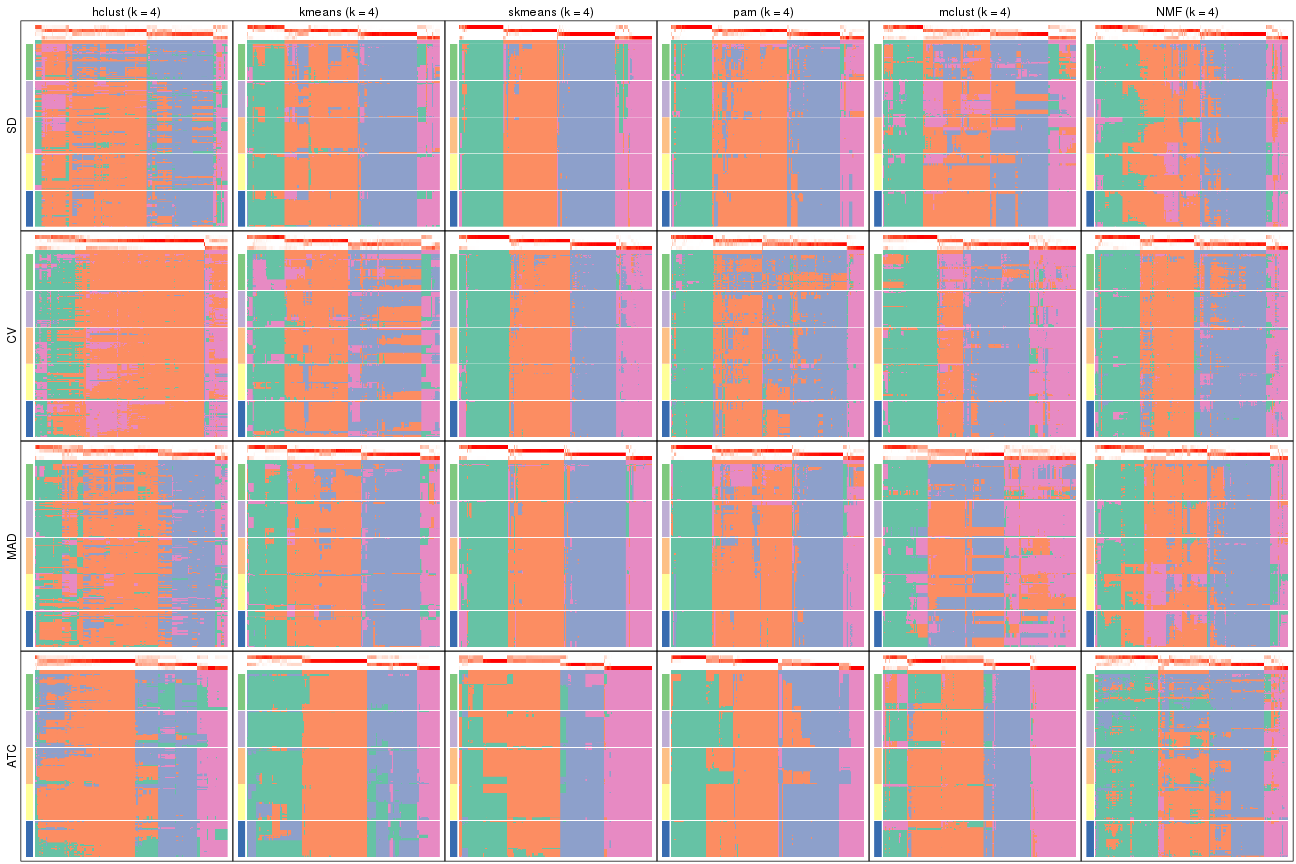 hclust (k = 4) kmeans (k = 4) skmeans (k = 4) pam (k = 4) mclust (k = 4) NMF (k = 4)
SD
CV
MAD
ATC